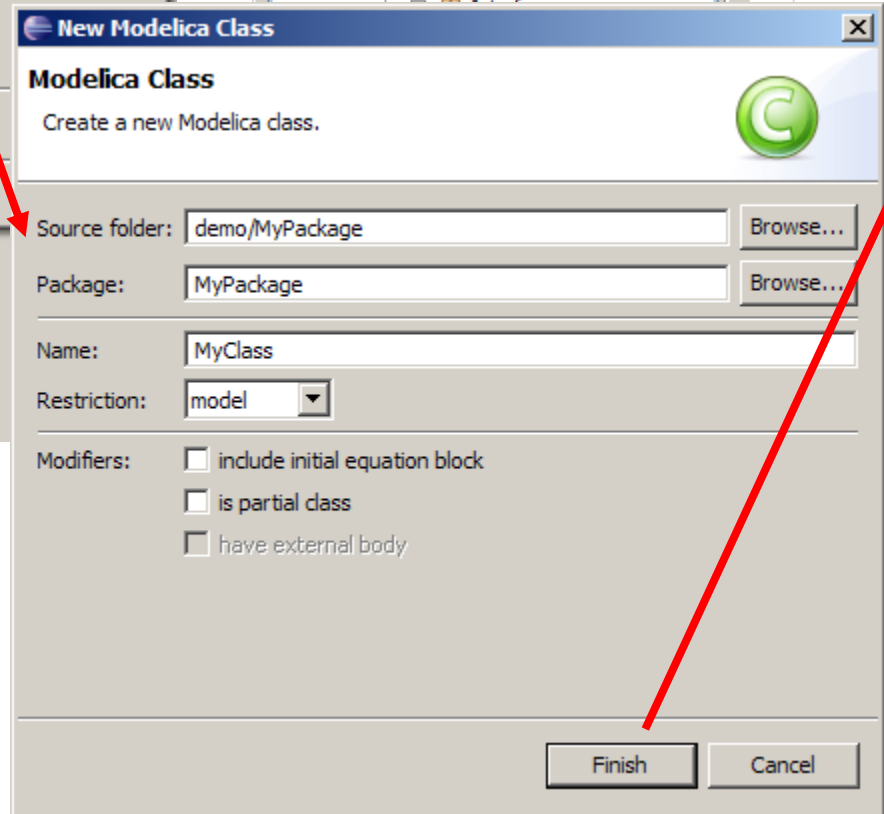 New Modelica Class
Modelica Class
Create a new Modelica class.
Source folder: demo/MyPackage Browse...
Package: MyPackage Browse...
Name: MyClass
Restriction: model
Modifiers: include initial equation block
is partial class
have external body
Finish Cancel